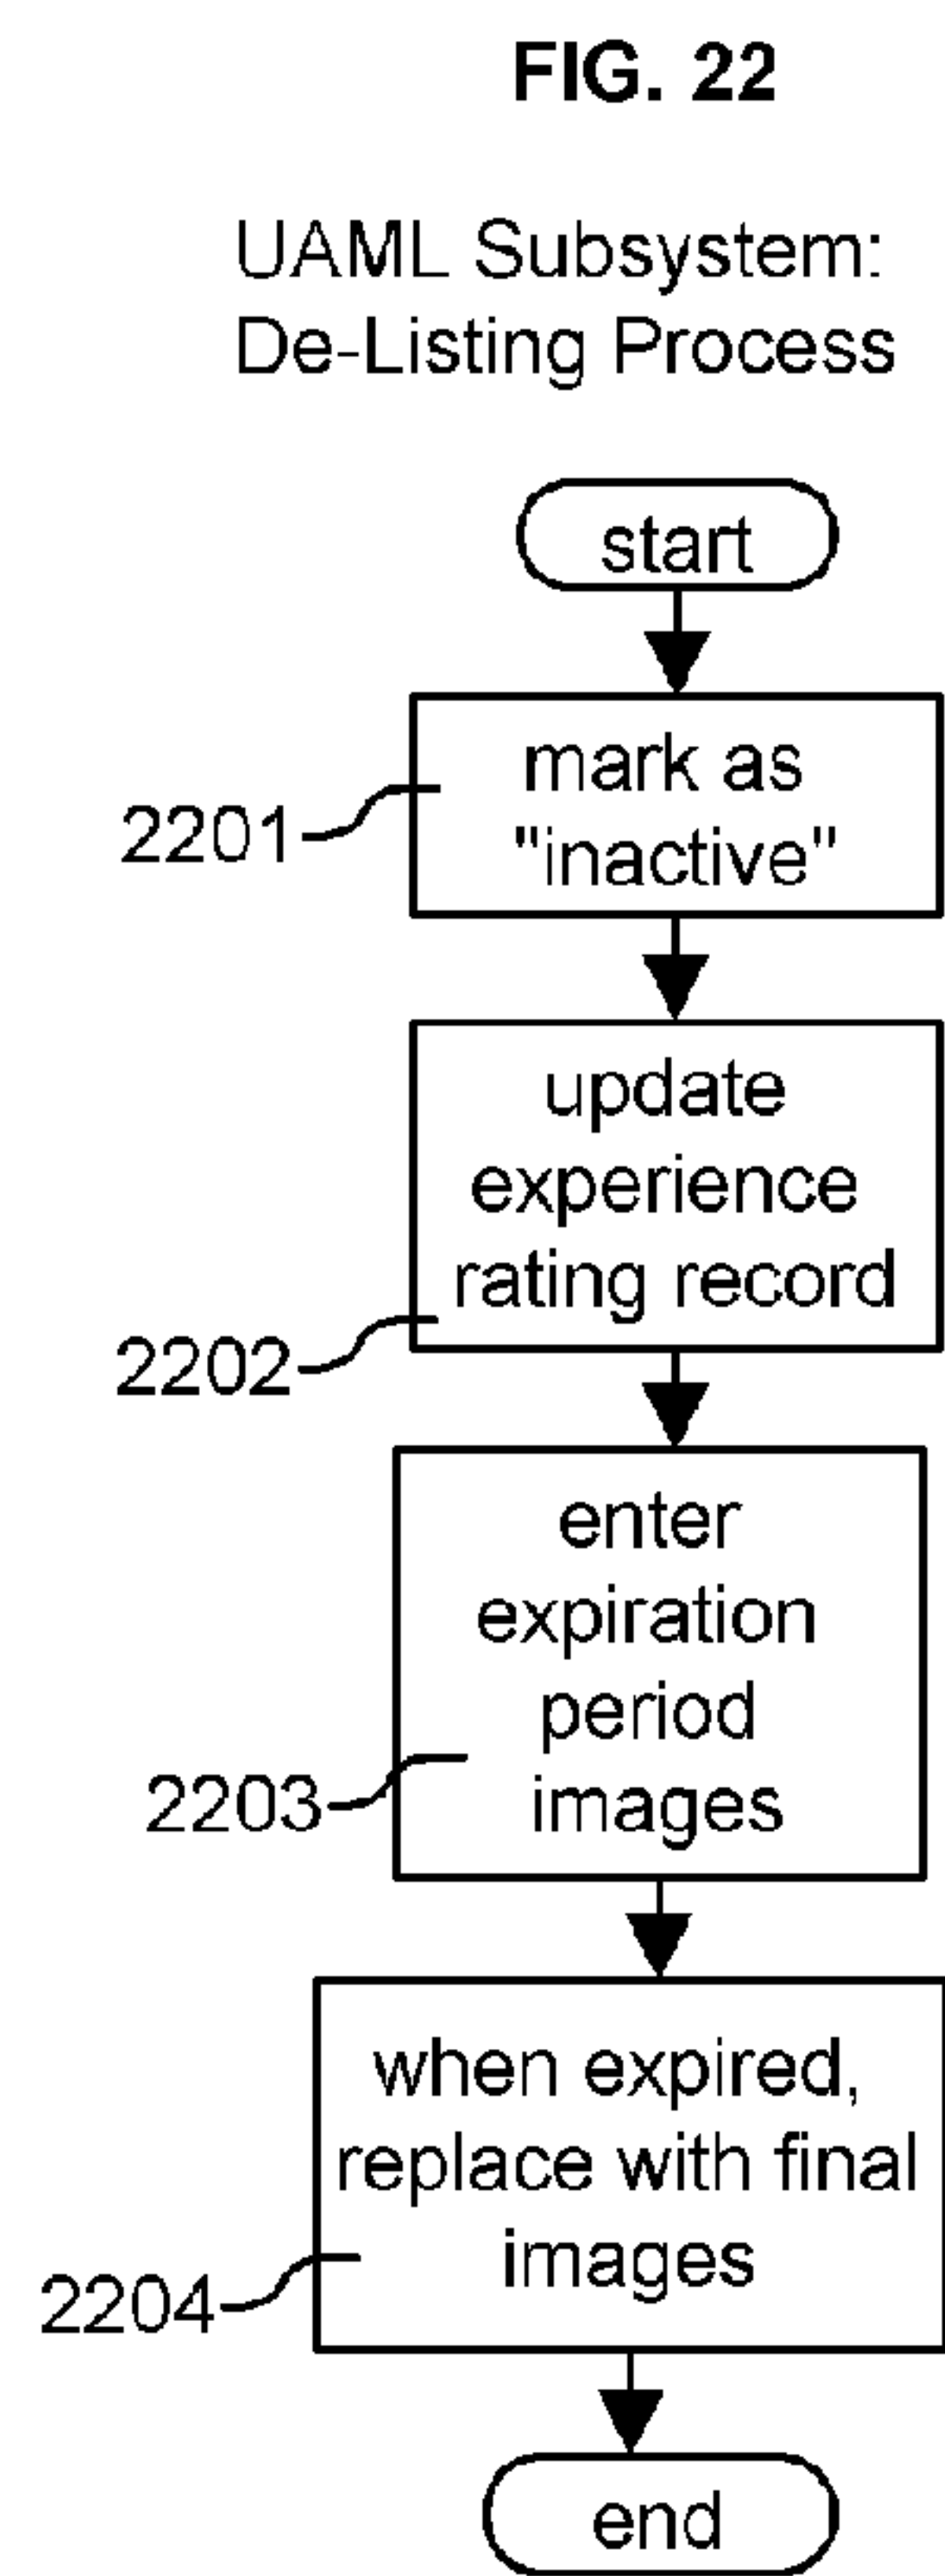 FIG. 22
UAML Subsystem:
De-Listing Process
start
mark as
"inactive"
2201
update
experience
rating record
2202
enter
expiration
period
images
2203
when expired,
replace with final
images
2204
end